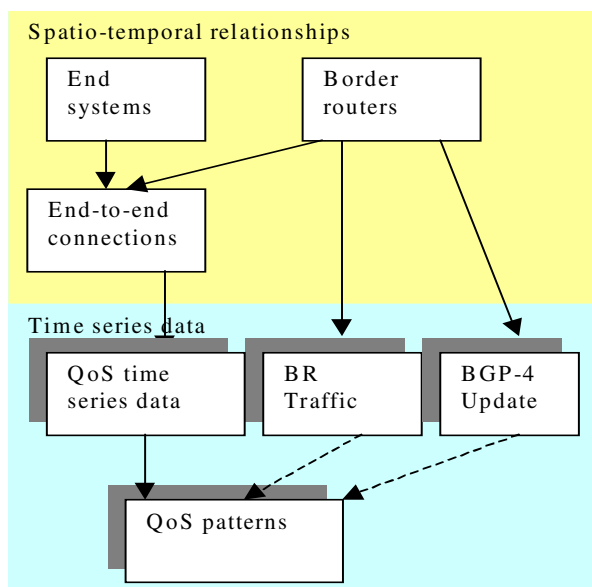 Spatio-temporal relationships
End
systems
Border
routers
End-to-end
connections
Time series data
QoS time
series data
BR
Traffic
BGP-4
Update
QoS patterns